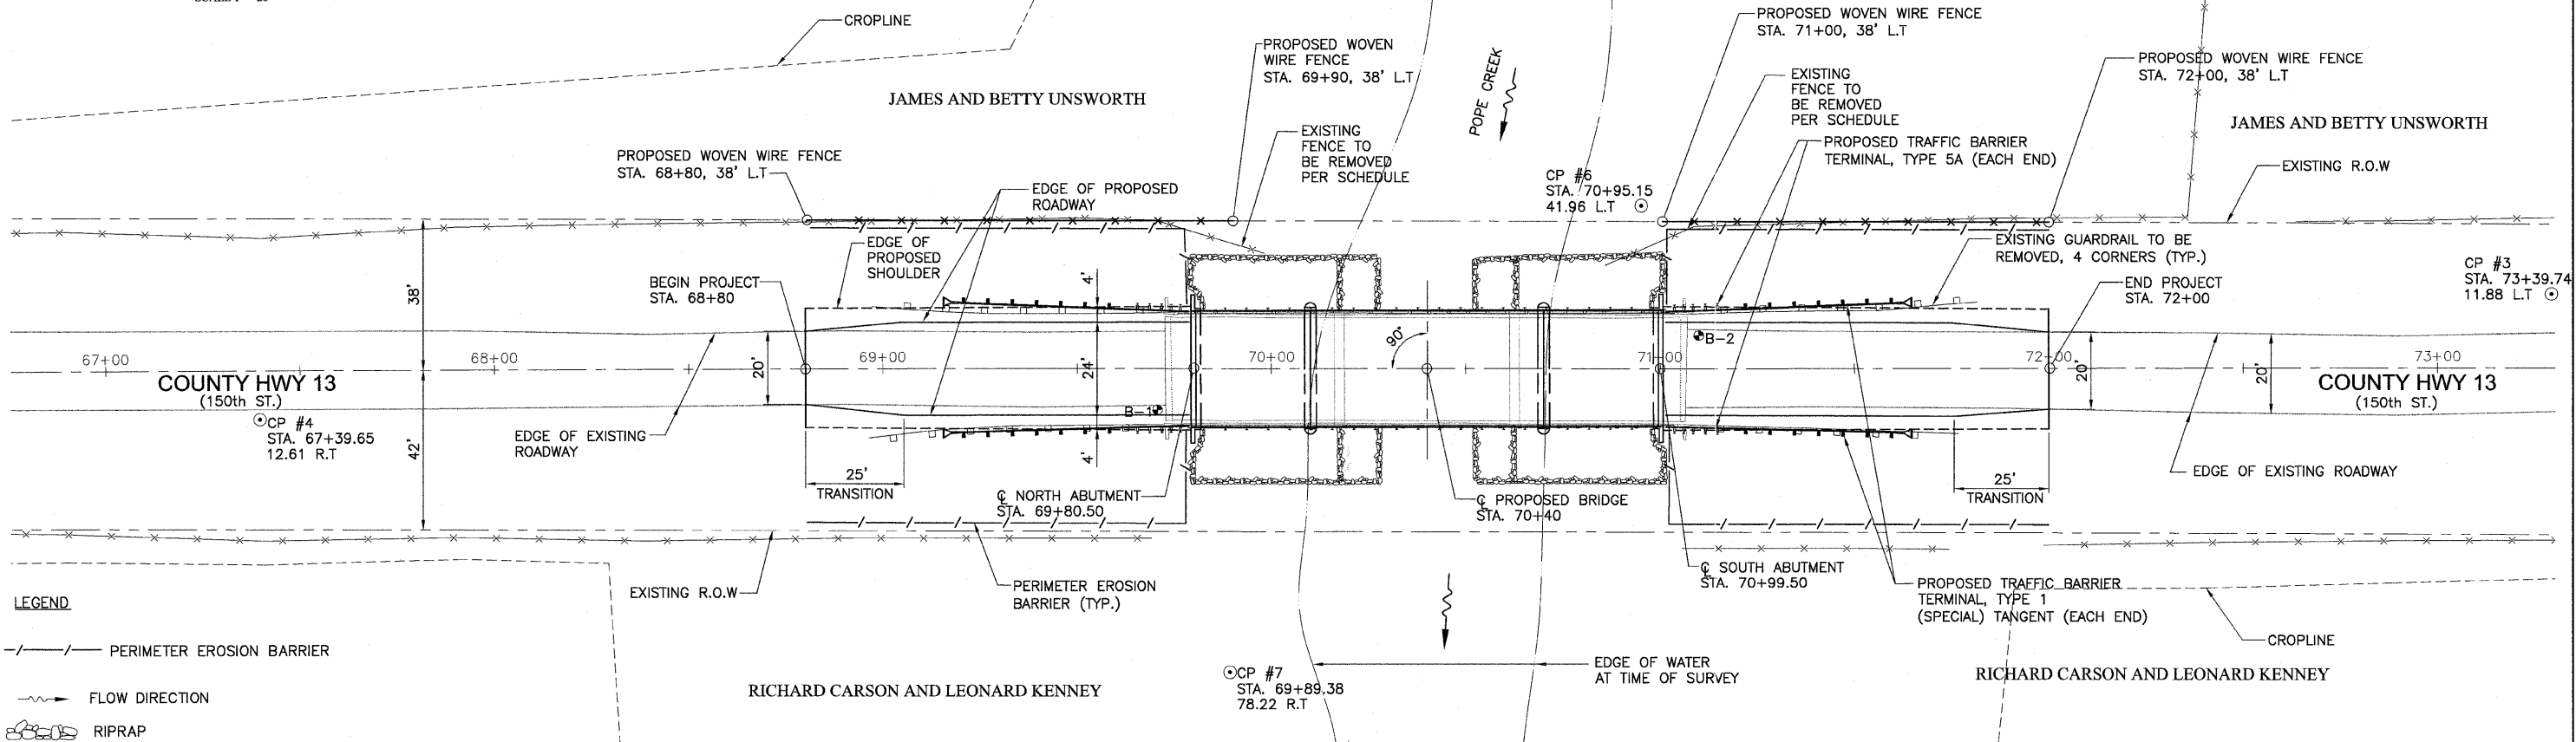 CROPLINE
PROPOSED WOVEN
WIRE FENCE
STA. 69+90, 38' L.T
POPE CREEK
PROPOSED WOVEN WIRE FENCE
STA. 71+00, 38' L.T
PROPOSED WOVEN WIRE FENCE
STA. 72+00, 38' L.T
JAMES AND BETTY UNSWORTH
EXISTING
FENCE TO
BE REMOVED
PER SCHEDULE
EXISTING
FENCE TO
BE REMOVED
PER SCHEDULE
JAMES AND BETTY UNSWORTH
PROPOSED TRAFFIC BARRIER
TERMINAL, TYPE 5A (EACH END)
EXISTING R.O.W
PROPOSED WOVEN WIRE FENCE
STA. 68+80, 38' L.T
EDGE OF PROPOSED
ROADWAY
CP #6
STA. 70+95.15
41.96 L.T
EDGE OF
PROPOSED
SHOULDER
EXISTING GUARDRAIL TO BE
REMOVED, 4 CORNERS (TYP.)
BEGIN PROJECT
STA. 68+80
END PROJECT
STA. 72+00
CP #3
STA. 73+39.74
11.88 L.T
38'
4'
90°
B-2
67+00
68+00
69+00
70+00
71+00
72+00
73+00
20'
24'
20'
20'
COUNTY HWY 13
(150th ST.)
COUNTY HWY 13
(150th ST.)
B-1
CP #4
STA. 67+39.65
12.61 R.T
EDGE OF EXISTING
ROADWAY
42'
4'
25'
TRANSITION
25'
TRANSITION
EDGE OF EXISTING ROADWAY
℄ NORTH ABUTMENT
STA. 69+80.50
℄ PROPOSED BRIDGE
STA. 70+40
℄ SOUTH ABUTMENT
STA. 70+99.50
EXISTING R.O.W
PERIMETER EROSION
BARRIER (TYP.)
PROPOSED TRAFFIC BARRIER
TERMINAL, TYPE 1
(SPECIAL) TANGENT (EACH END)
CROPLINE
LEGEND
PERIMETER EROSION BARRIER
FLOW DIRECTION
RIPRAP
RICHARD CARSON AND LEONARD KENNEY
CP #7
STA. 69+89.38
78.22 R.T
EDGE OF WATER
AT TIME OF SURVEY
RICHARD CARSON AND LEONARD KENNEY